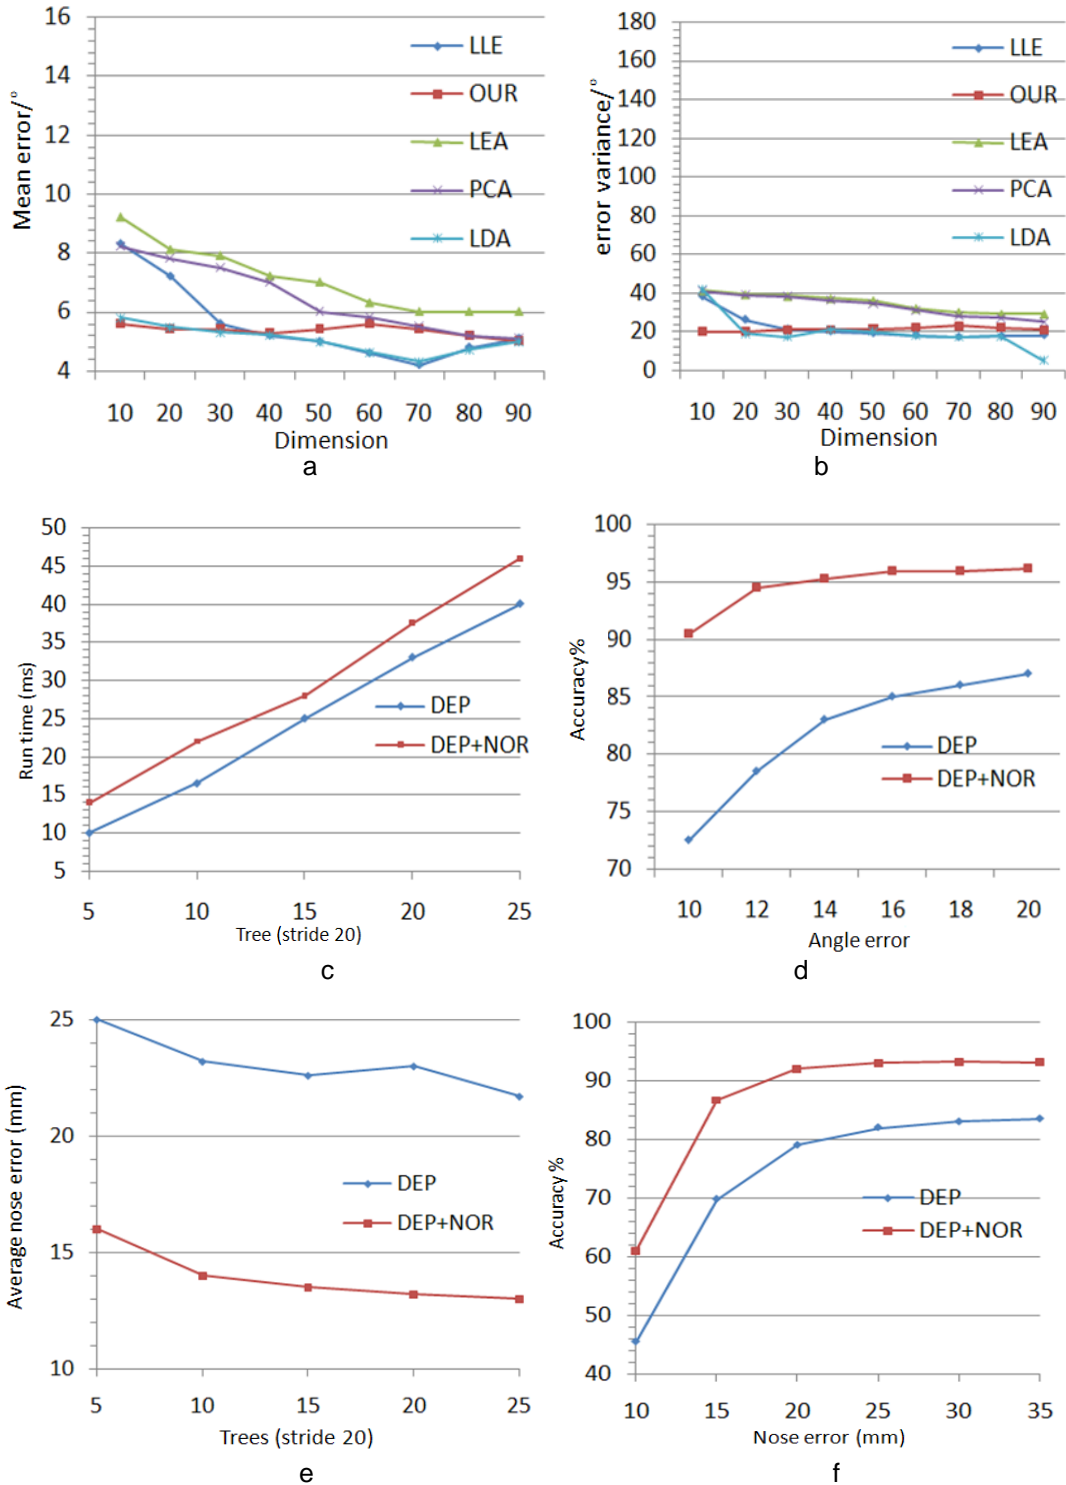 16
14
12
10
8
6
4
Mean error/°
LLE
OUR
LEA
PCA
LDA
10 20 30 40 50 60 70 80 90
Dimension
a
180
160
140
120
100
80
60
40
20
0
error variance/°
LLE
OUR
LEA
PCA
LDA
10 20 30 40 50 60 70 80 90
Dimension
b
50
45
40
35
30
25
20
15
10
5
Run time (ms)
DEP
DEP+NOR
5 10 15 20 25
Tree (stride 20)
c
100
95
90
85
80
75
70
Accuracy%
DEP
DEP+NOR
10 12 14 16 18 20
Angle error
d
25
20
15
10
Average nose error (mm)
DEP
DEP+NOR
5 10 15 20 25
Trees (stride 20)
e
100
90
80
70
60
50
40
Accuracy%
DEP
DEP+NOR
10 15 20 25 30 35
Nose error (mm)
f